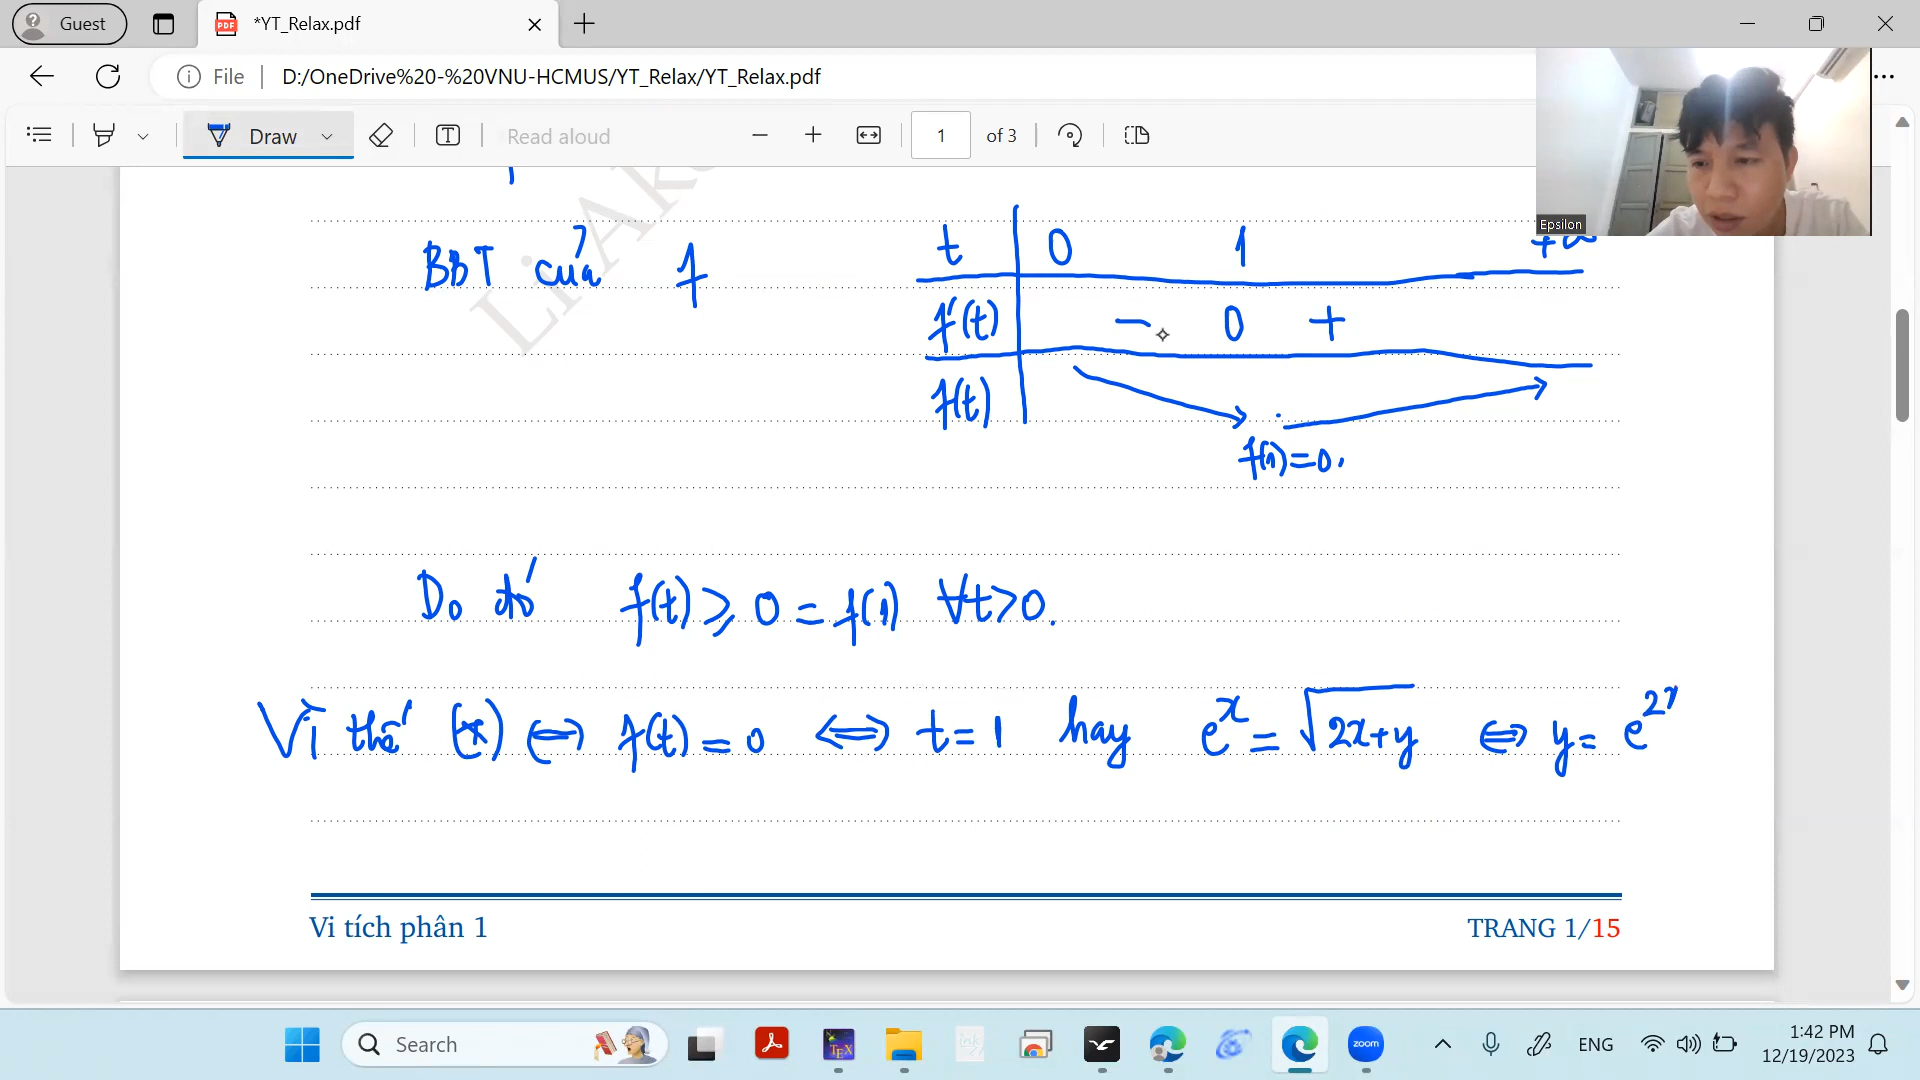 Guest
*YT_Relax.pdf
File
D:/OneDrive%20-%20VNU-HCMUS/YT_Relax/YT_Relax.pdf
Draw
Read aloud
1 of 3
Epsilon
BBT của f
t 0 1 +∞
f'(t) - 0 +
f(t)
f(1)=0.
Do đó f(t) ⩾ 0 = f(1) ∀t>0.
Vì thế (*) ⇔ f(t) = 0 ⇔ t = 1 hay e^x = √(2x+y) ⇔ y = e^2x
Vi tích phân 1
TRANG 1/15
Search
zoom
ENG
1:42 PM
12/19/2023